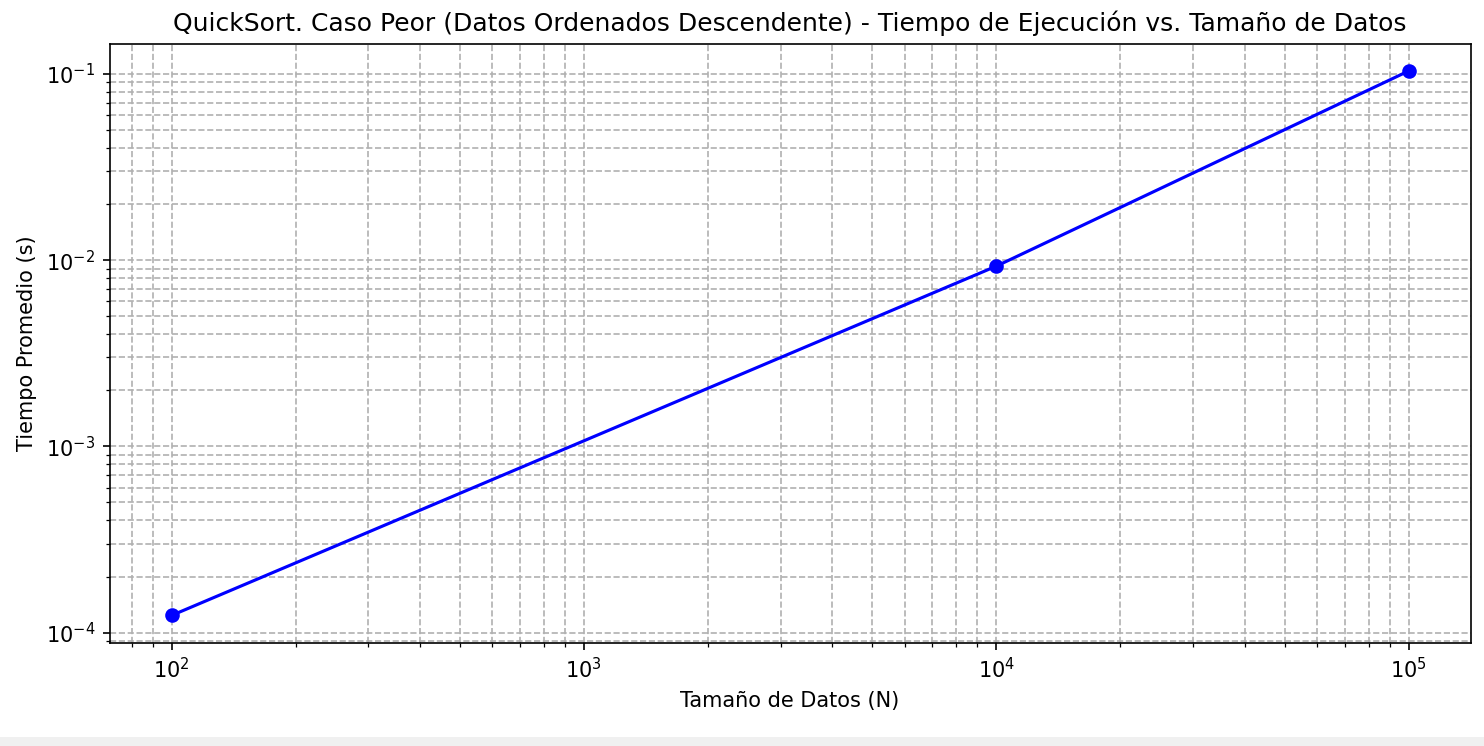 QuickSort. Caso Peor (Datos Ordenados Descendente) - Tiempo de Ejecución vs. Tamaño de Datos
Tiempo Promedio (s)
10⁻¹
10⁻²
10⁻³
10⁻⁴
10²
10³
10⁴
10⁵
Tamaño de Datos (N)